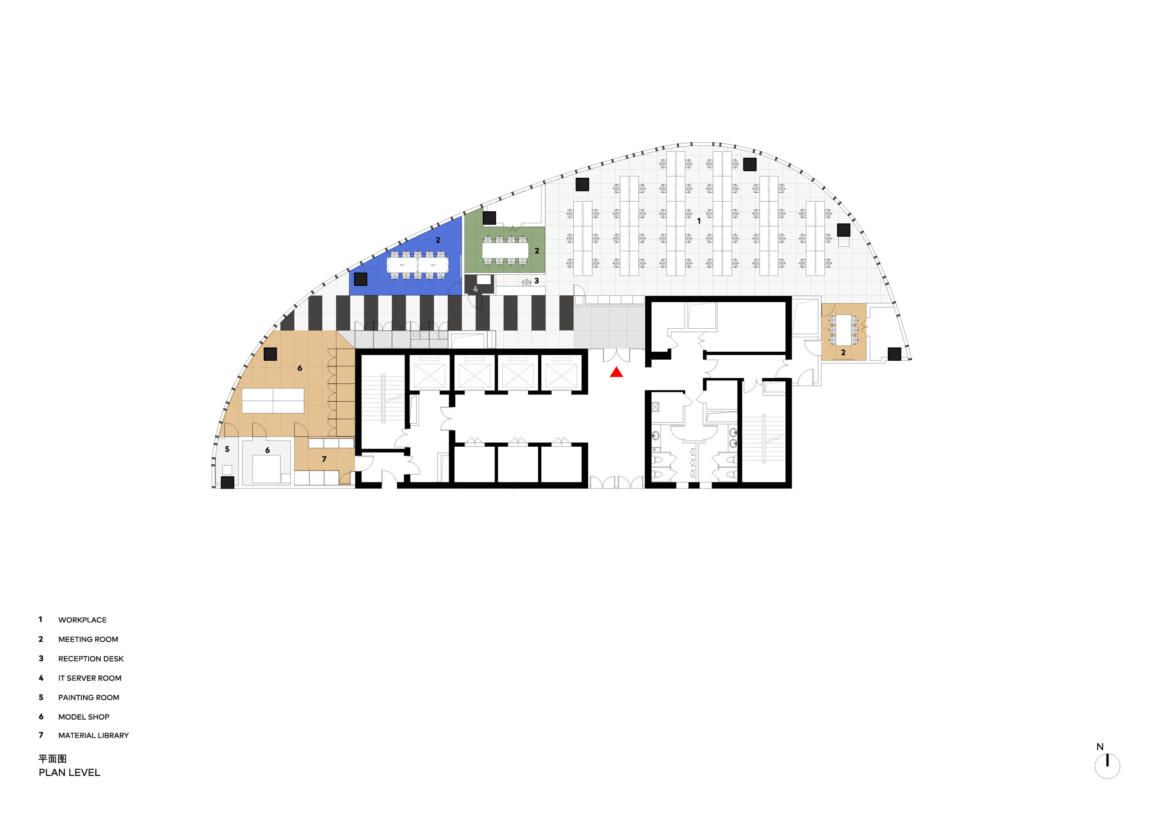 1
2
2
3
4
2
6
5
6
7
1 WORKPLACE
2 MEETING ROOM
3 RECEPTION DESK
4 IT SERVER ROOM
5 PAINTING ROOM
6 MODEL SHOP
7 MATERIAL LIBRARY
平面图
PLAN LEVEL
N